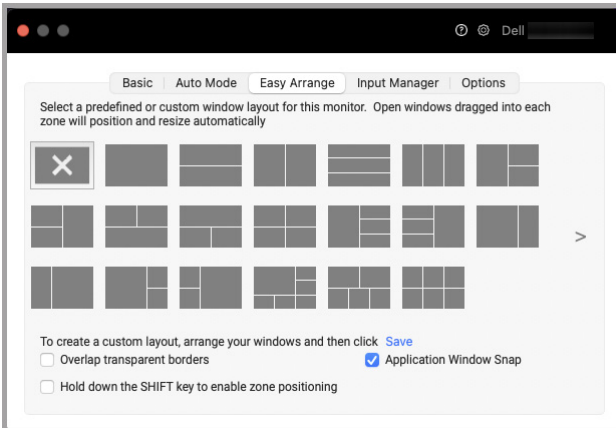 Dell
Basic Auto Mode Easy Arrange Input Manager Options
Select a predefined or custom window layout for this monitor. Open windows dragged into each
zone will position and resize automatically
To create a custom layout, arrange your windows and then click Save
Overlap transparent borders
Application Window Snap
Hold down the SHIFT key to enable zone positioning